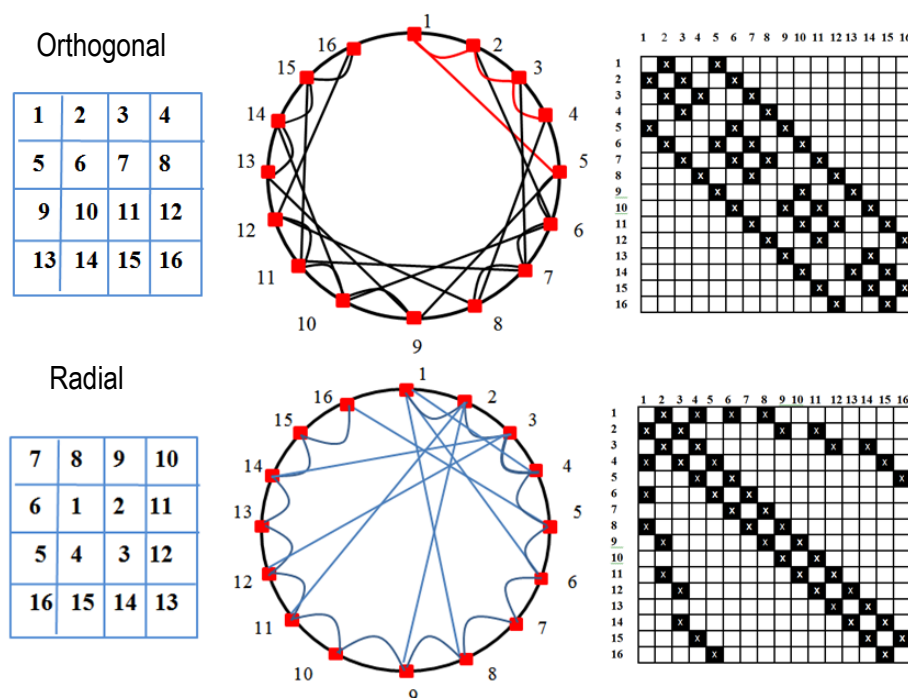 Orthogonal
1 2 3 4
5 6 7 8
9 10 11 12
13 14 15 16
1
2
3
4
5
6
7
8
9
10
11
12
13
14
15
16
1 2 3 4 5 6 7 8 9 10 11 12 13 14 15 16
1 X X
2 X X X
3 X X X
4 X X
5 X X X
6 X X X X
7 X X X X
8 X X X
9 X X X
10 X X X X
11 X X X X
12 X X X
13 X X
14 X X X
15 X X X
16 X X
Radial
7 8 9 10
6 1 2 11
5 4 3 12
16 15 14 13
1
2
3
4
5
6
7
8
9
10
11
12
13
14
15
16
1 2 3 4 5 6 7 8 9 10 11 12 13 14 15 16
1 X X X X
2 X X X X
3 X X X X
4 X X X X
5 X X X
6 X X X
7 X X
8 X X X
9 X X X
10 X X
11 X X X
12 X X X
13 X X
14 X X X
15 X X X
16 X X